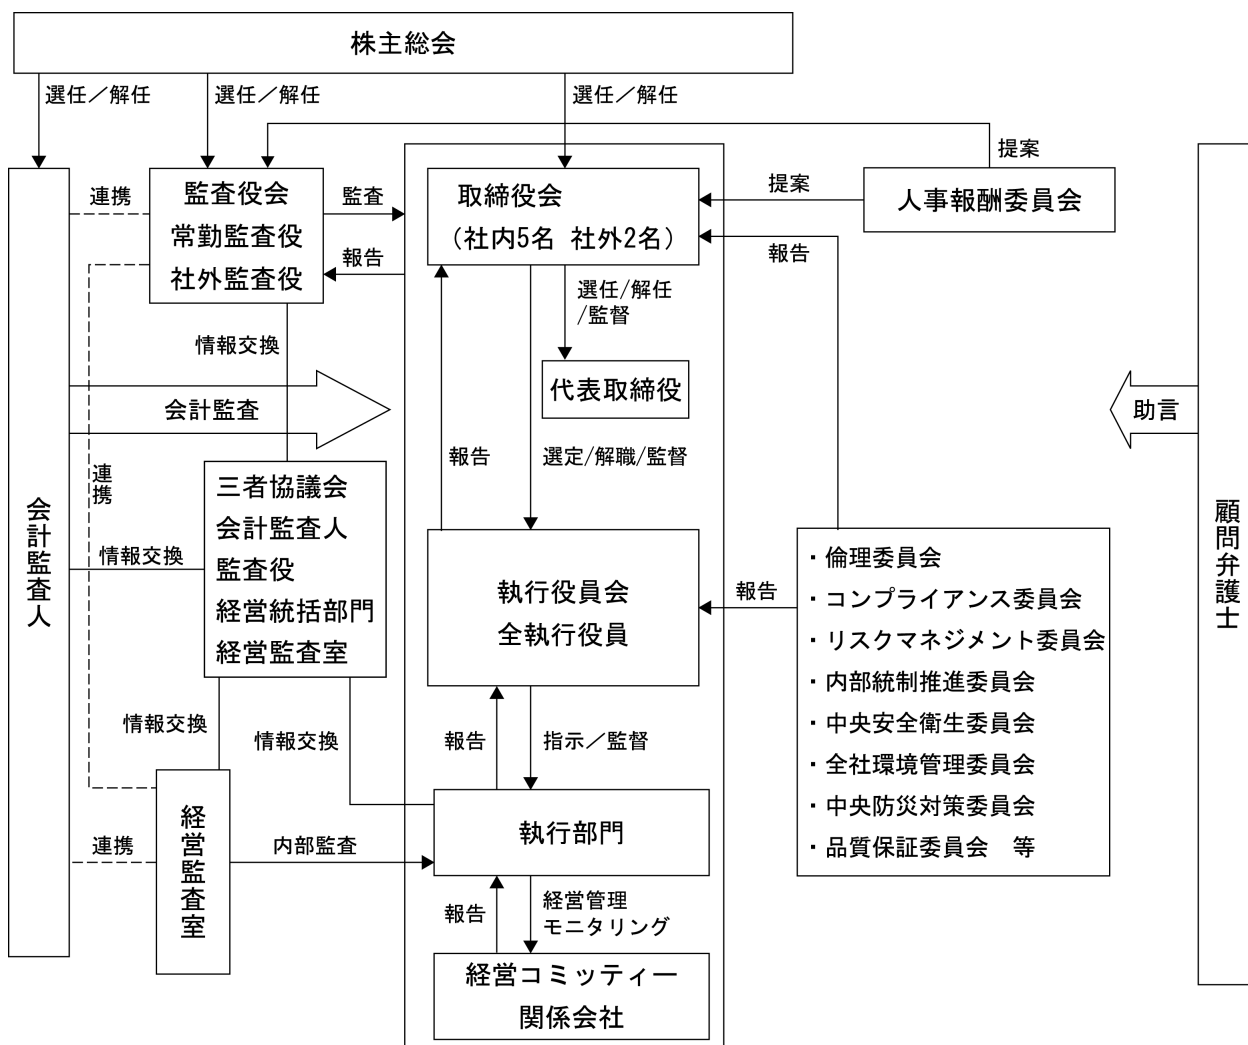 株主総会
選任／解任
選任／解任
選任／解任
提案
連携
監査役会
常勤監査役
社外監査役
監査
報告
取締役会
（社内5名 社外2名）
提案
人事報酬委員会
報告
選任/解任
/監督
情報交換
代表取締役
会計監査
助言
連携
報告
選定/解職/監督
会計監査人
情報交換
三者協議会
会計監査人
監査役
経営統括部門
経営監査室
執行役員会
全執行役員
報告
・倫理委員会
・コンプライアンス委員会
・リスクマネジメント委員会
・内部統制推進委員会
・中央安全衛生委員会
・全社環境管理委員会
・中央防災対策委員会
・品質保証委員会　等
顧問弁護士
情報交換
情報交換
報告
指示／監督
連携
経営監査室
内部監査
執行部門
報告
経営管理
モニタリング
経営コミッティー
関係会社